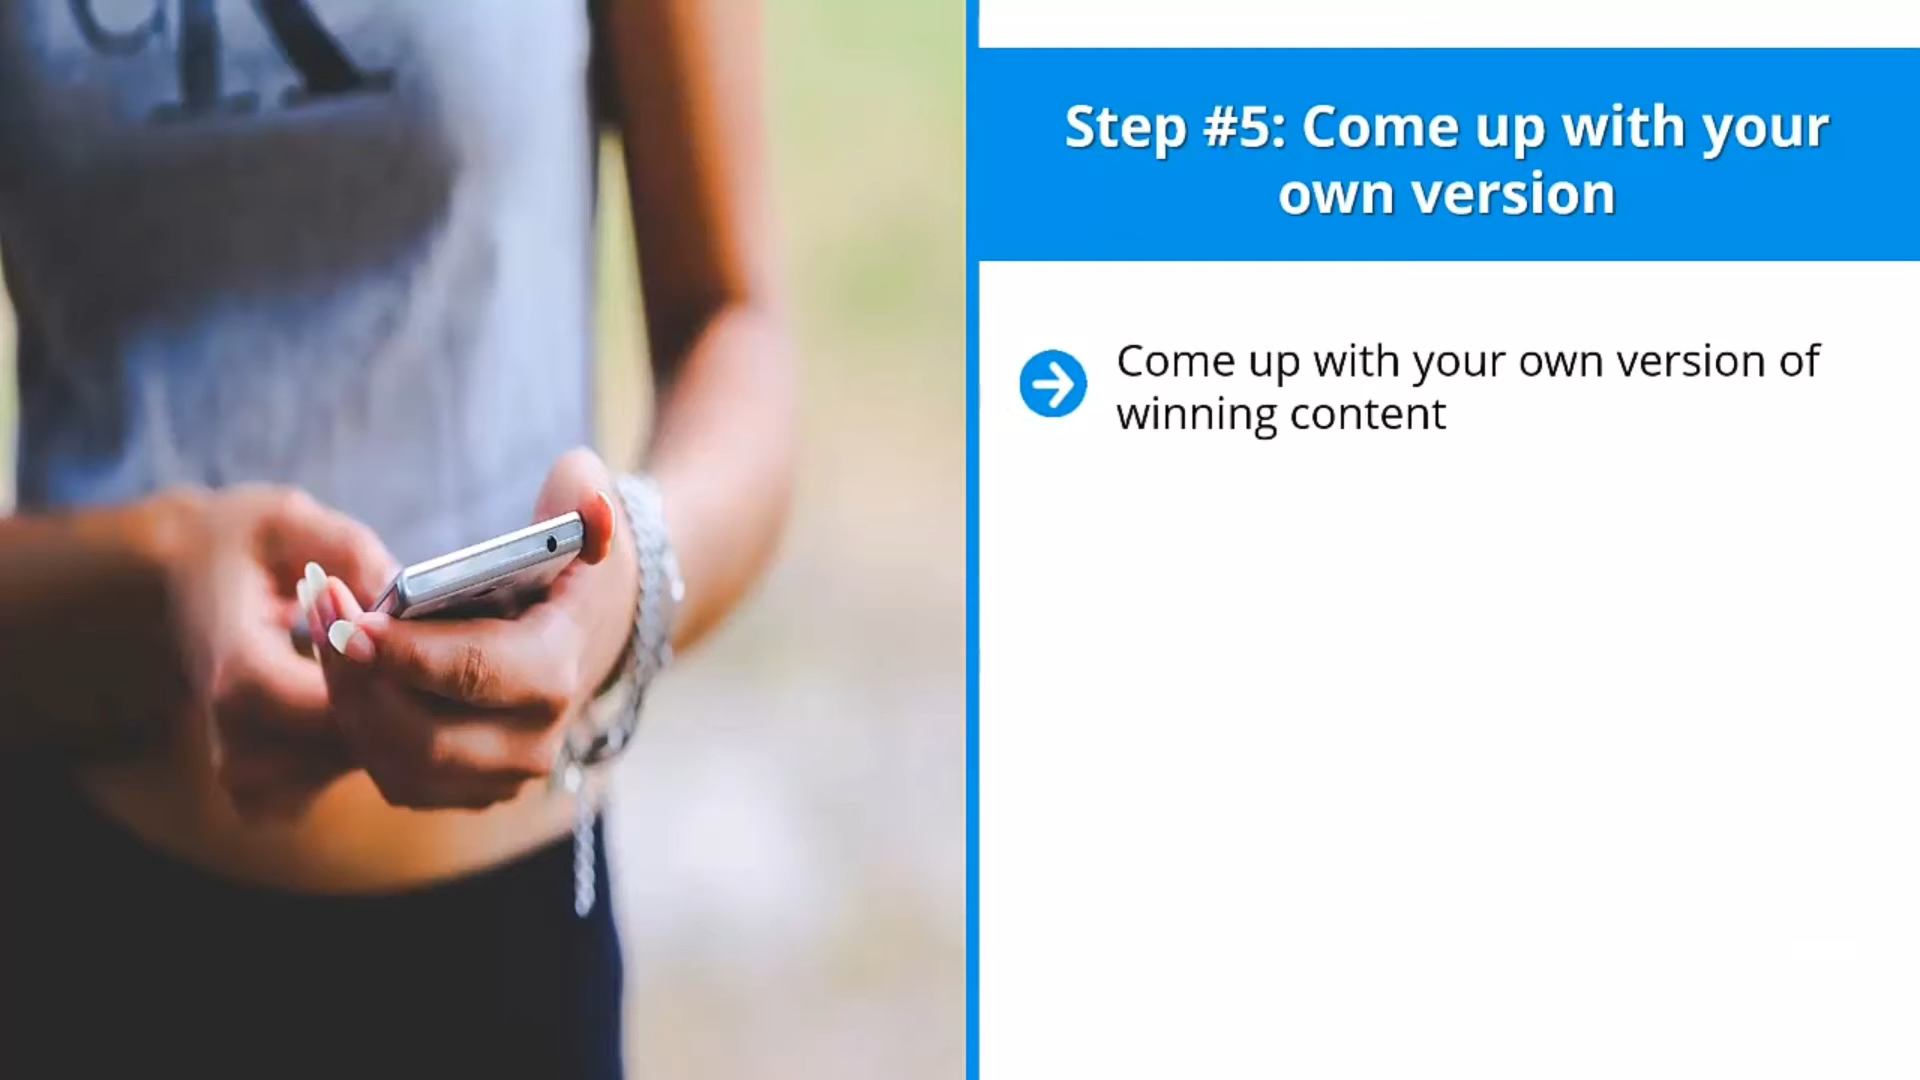 Step #5: Come up with your
own version
Come up with your own version of
winning content